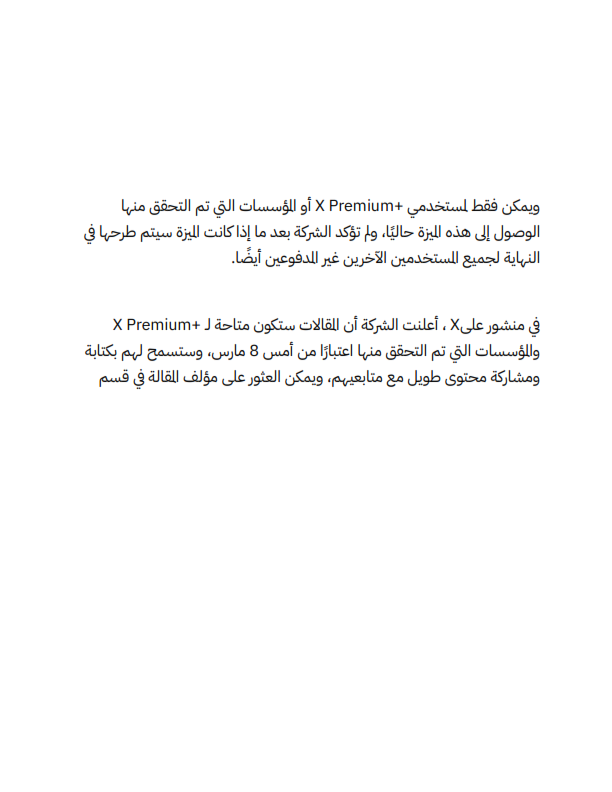 ويمكن فقط لمستخدمي +X Premium أو المؤسسات التي تم التحقق منها
الوصول إلى هذه الميزة حاليًا، ولم تؤكد الشركة بعد ما إذا كانت الميزة سيتم طرحها في
النهاية لجميع المستخدمين الآخرين غير المدفوعين أيضًا.
في منشور علىX ، أعلنت الشركة أن المقالات ستكون متاحة لـ +X Premium
والمؤسسات التي تم التحقق منها اعتبارًا من أمس 8 مارس، وستسمح لهم بكتابة
ومشاركة محتوى طويل مع متابعيهم، ويمكن العثور على مؤلف المقالة في قسم